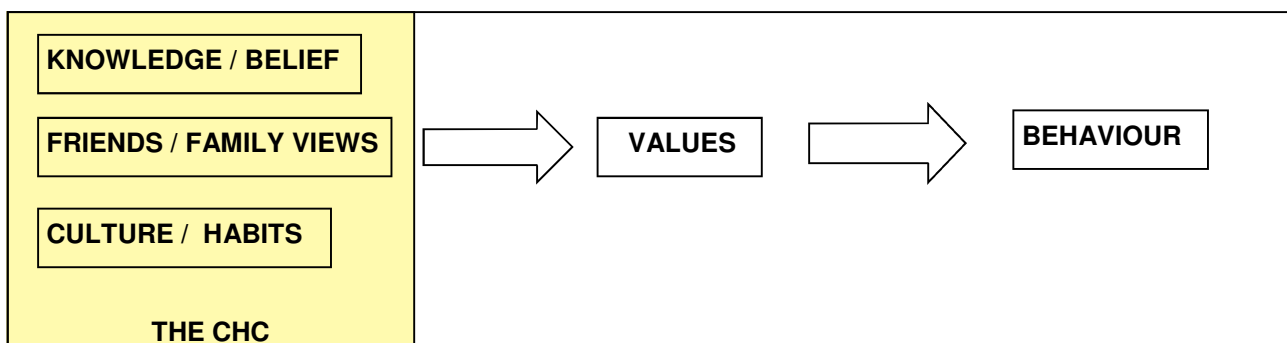 KNOWLEDGE / BELIEF
FRIENDS / FAMILY VIEWS
CULTURE / HABITS
THE CHC
VALUES
BEHAVIOUR